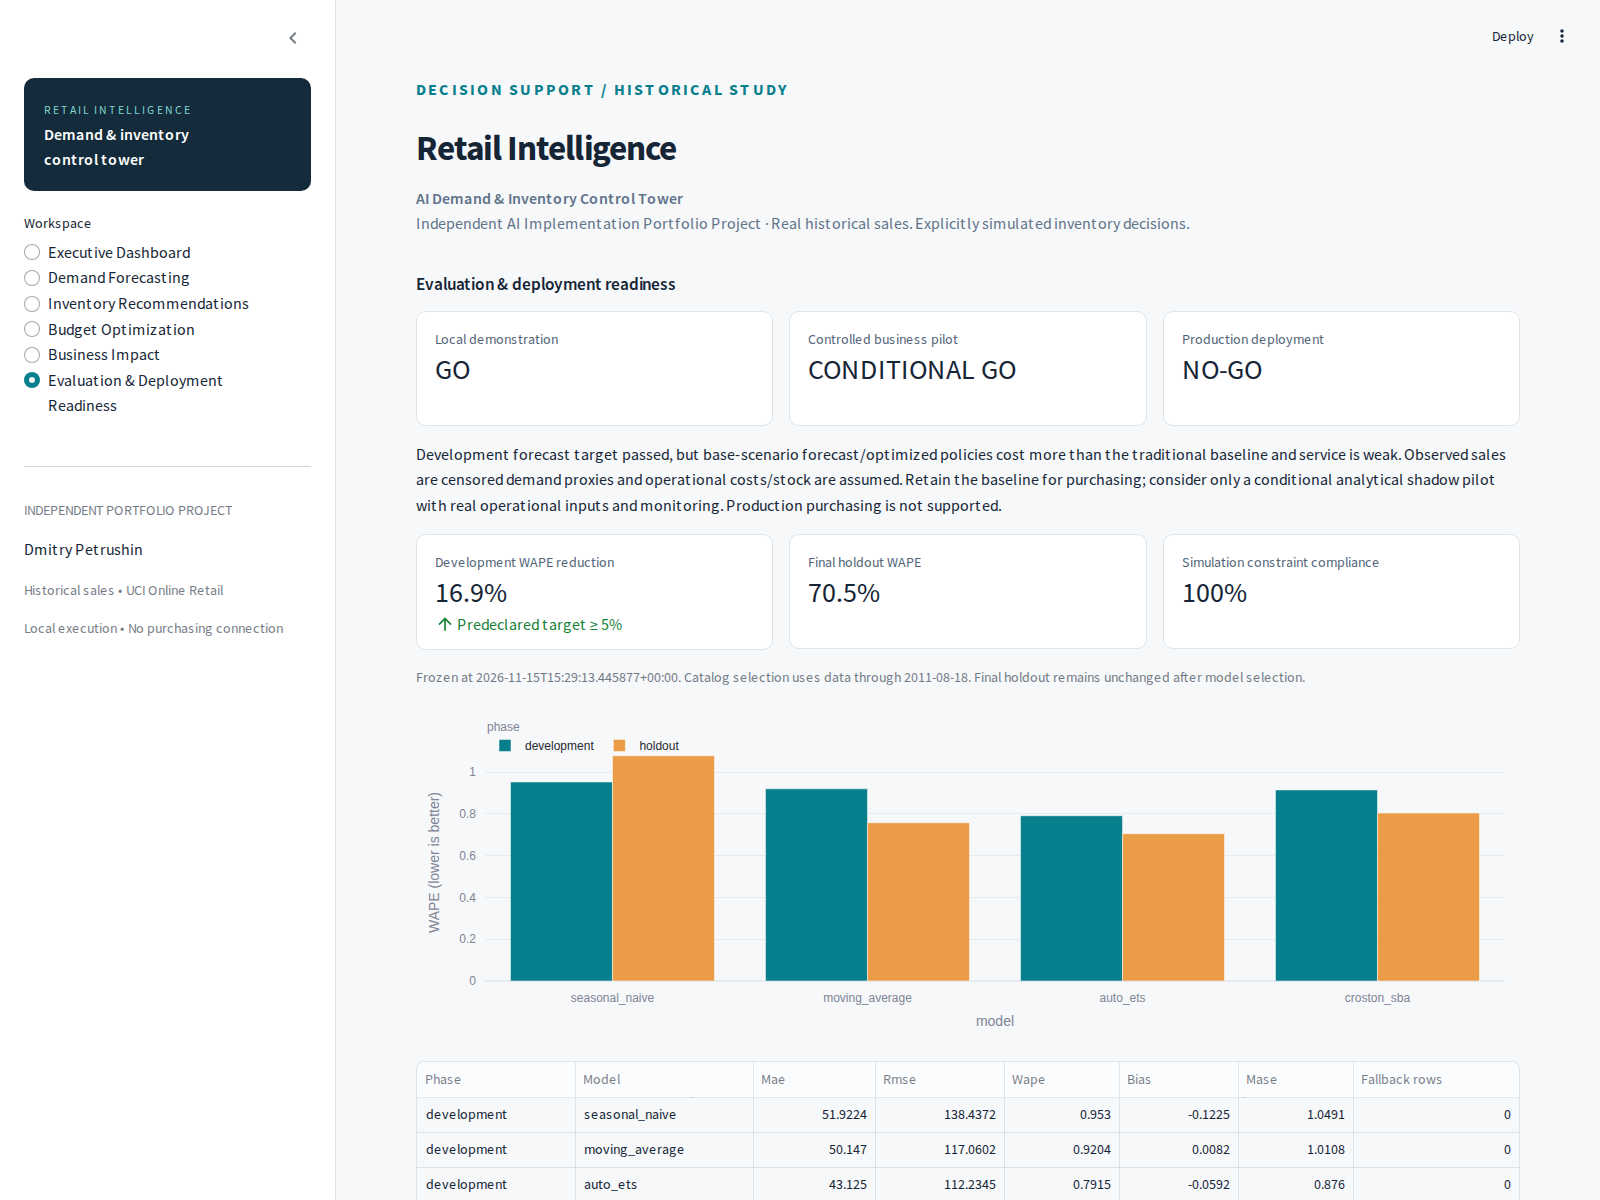 Deploy
RETAIL INTELLIGENCE
Demand & inventory
control tower
Workspace
Executive Dashboard
Demand Forecasting
Inventory Recommendations
Budget Optimization
Business Impact
Evaluation & Deployment
Readiness
INDEPENDENT PORTFOLIO PROJECT
Dmitry Petrushin
Historical sales • UCI Online Retail
Local execution • No purchasing connection
DECISION SUPPORT / HISTORICAL STUDY
Retail Intelligence
AI Demand & Inventory Control Tower
Independent AI Implementation Portfolio Project · Real historical sales. Explicitly simulated inventory decisions.
Evaluation & deployment readiness
Local demonstration
GO
Controlled business pilot
CONDITIONAL GO
Production deployment
NO-GO
Development forecast target passed, but base-scenario forecast/optimized policies cost more than the traditional baseline and service is weak. Observed sales
are censored demand proxies and operational costs/stock are assumed. Retain the baseline for purchasing; consider only a conditional analytical shadow pilot
with real operational inputs and monitoring. Production purchasing is not supported.
Development WAPE reduction
16.9%
Predeclared target ≥ 5%
Final holdout WAPE
70.5%
Simulation constraint compliance
100%
Frozen at 2026-11-15T15:29:13.445877+00:00. Catalog selection uses data through 2011-08-18. Final holdout remains unchanged after model selection.
phase
development holdout
WAPE (lower is better)
1
0.8
0.6
0.4
0.2
0
seasonal_naive moving_average auto_ets croston_sba
model
Phase Model Mae Rmse Wape Bias Mase Fallback rows
development seasonal_naive 51.9224 138.4372 0.953 -0.1225 1.0491 0
development moving_average 50.147 117.0602 0.9204 0.0082 1.0108 0
development auto_ets 43.125 112.2345 0.7915 -0.0592 0.876 0